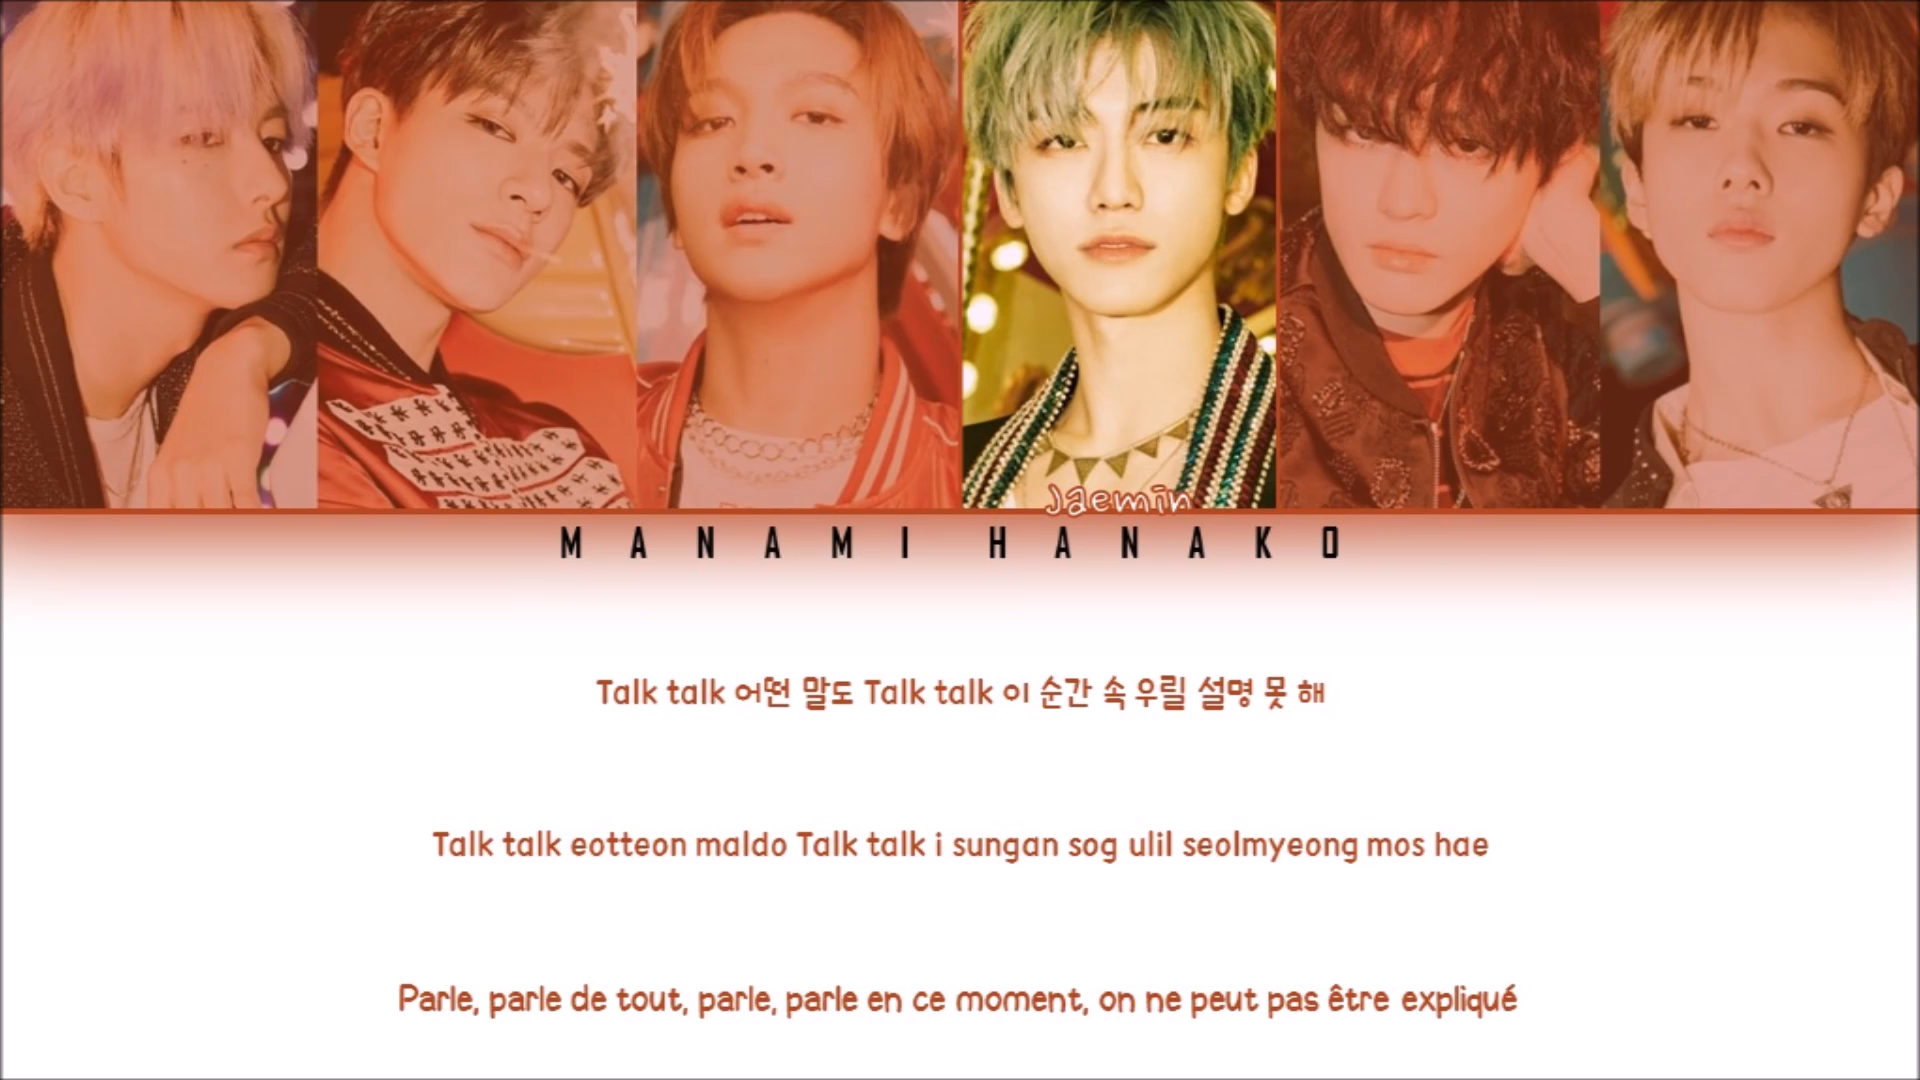 Jaemin
MANAMI HANAKO
Talk talk 어떤 말도 Talk talk 이 순간 속 우릴 설명 못 해
Talk talk eotteon maldo Talk talk i sungan sog ulil seolmyeong mos hae
Parle, parle de tout, parle, parle en ce moment, on ne peut pas être expliqué